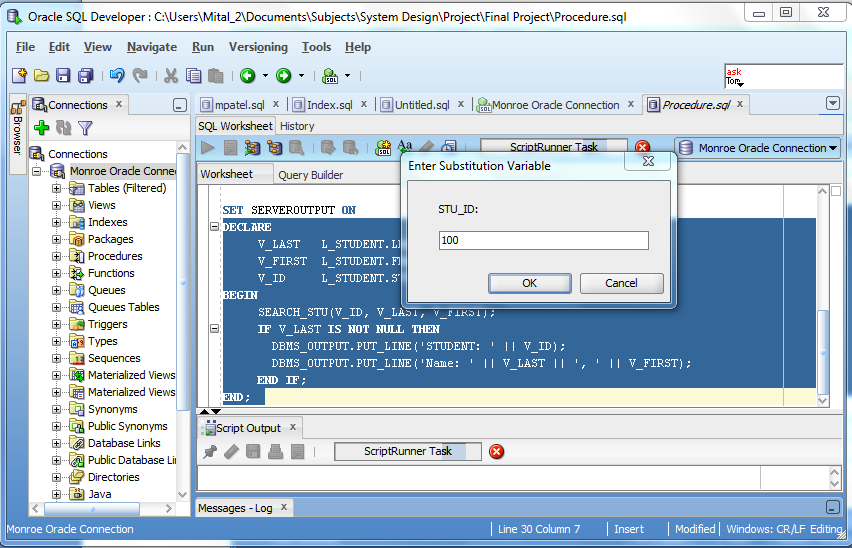 Oracle SQL Developer : C:\Users\Mital_2\Documents\Subjects\System Design\Project\Final Project\Procedure.sql
File Edit View Navigate Run Versioning Tools Help
ask
Tom
Connections x
mpatel.sql x Index.sql x Untitled.sql x Monroe Oracle Connection x Procedure.sql x
SQL Worksheet History
Browser
ScriptRunner Task
Monroe Oracle Connection
Worksheet Query Builder
Connections
Monroe Oracle Conne
Tables (Filtered)
Views
Indexes
Packages
Procedures
Functions
Queues
Queues Tables
Triggers
Types
Sequences
Materialized Views
Materialized Views
Synonyms
Public Synonyms
Database Links
Public Database Li
Directories
Java
Enter Substitution Variable
STU_ID:
100
OK Cancel
SET SERVEROUTPUT ON
DECLARE
V_LAST L_STUDENT.L
V_FIRST L_STUDENT.F
V_ID L_STUDENT.S
BEGIN
SEARCH_STU(V_ID, V_LAST, V_FIRST);
IF V_LAST IS NOT NULL THEN
DBMS_OUTPUT.PUT_LINE('STUDENT: ' || V_ID);
DBMS_OUTPUT.PUT_LINE('Name: ' || V_LAST || ', ' || V_FIRST);
END IF;
END;
Script Output x
ScriptRunner Task
Messages - Log x
Monroe Oracle Connection
Line 30 Column 7 Insert Modified Windows: CR/LF Editing